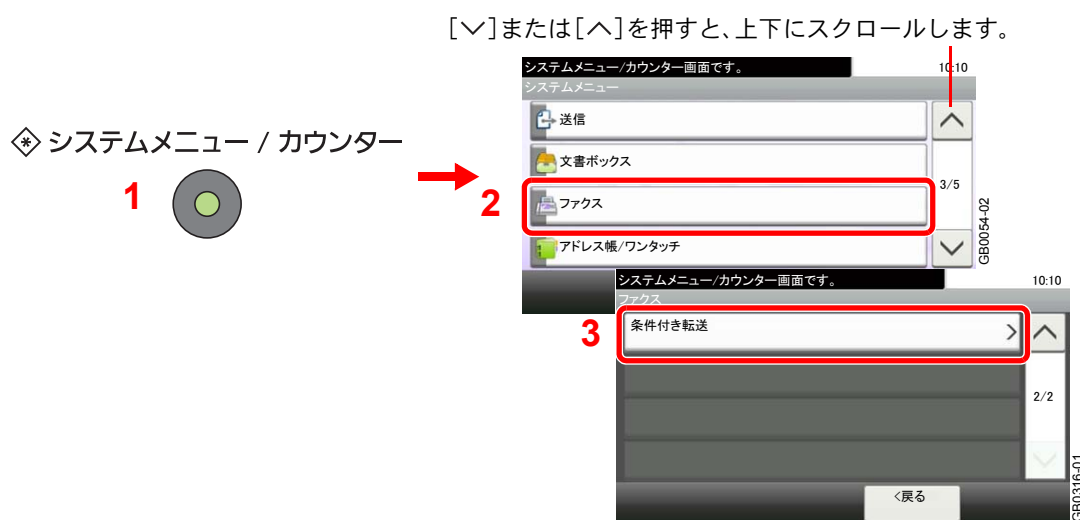 [∨]または[∧]を押すと、上下にスクロールします。
システムメニュー/カウンター画面です。
10:10
システムメニュー
送信
文書ボックス
ファクス
アドレス帳/ワンタッチ
3/5
GB0054-02
システムメニュー / カウンター
1
2
システムメニュー/カウンター画面です。
10:10
ファクス
3
条件付き転送
2/2
<戻る
GB0316-01